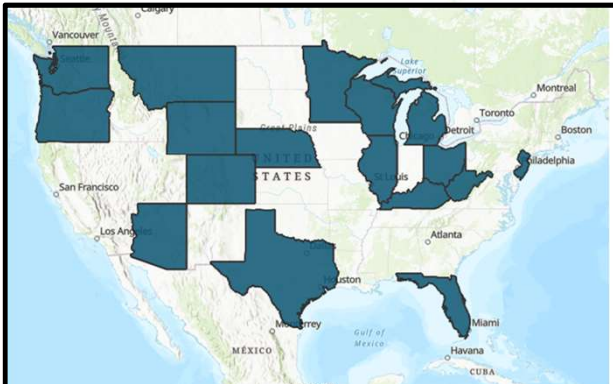 Calgary
Vancouver
Seattle
Lake
Superior
Montreal
Toronto
Great Plains
Chicago
Detroit
Boston
UNITED
STATES
St Louis
Philadelphia
San Francisco
Los Angeles
Atlanta
Houston
Monterrey
Miami
Gulf of
Mexico
Havana
MÉXICO
CUBA